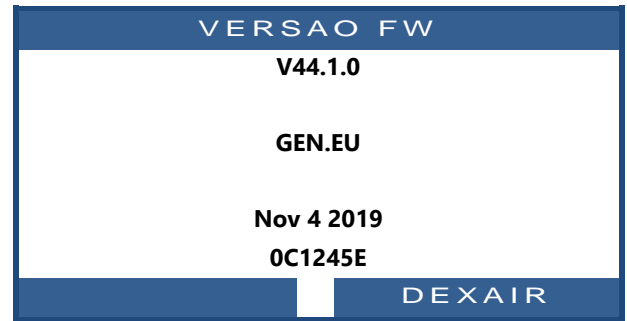 VERSAO FW
V44.1.0
GEN.EU
Nov 4 2019
0C1245E
DEXAIR